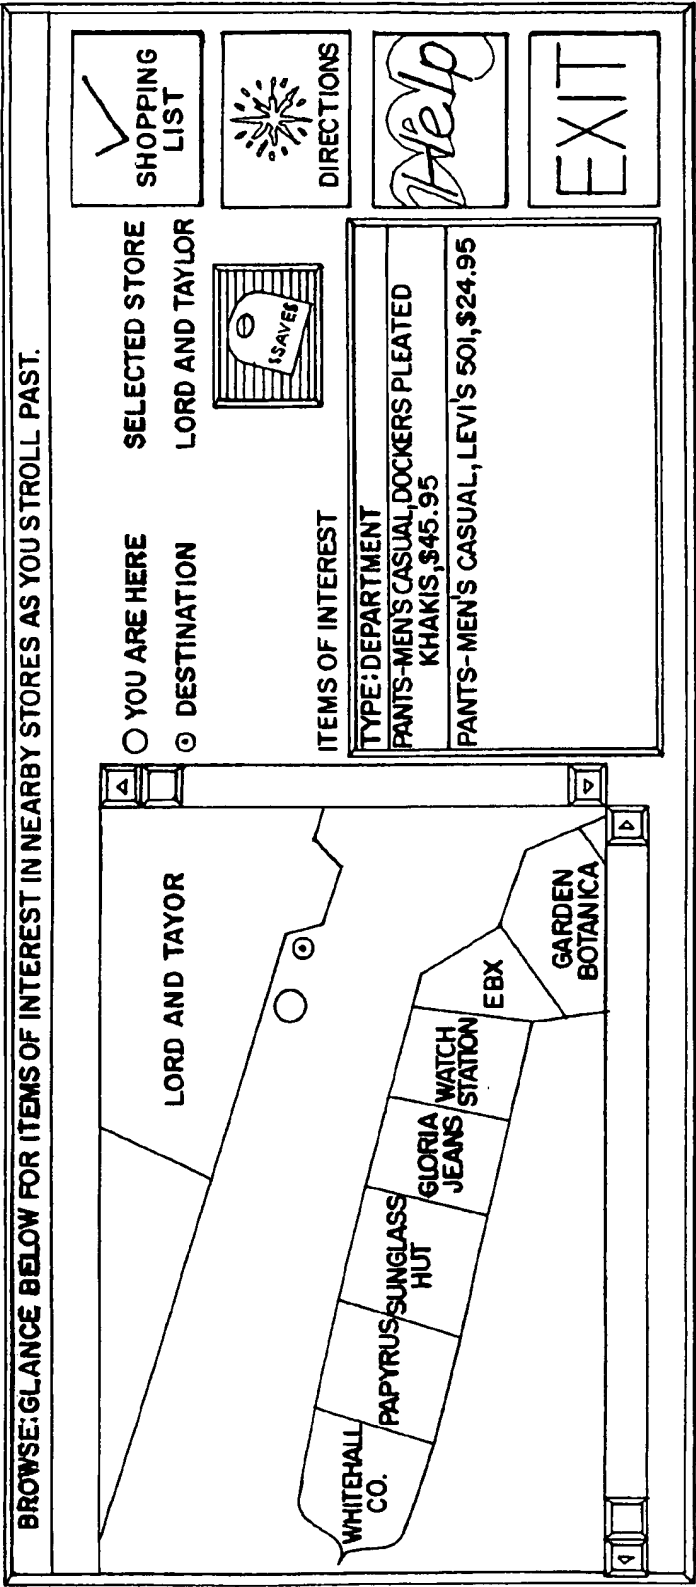 BROWSE:GLANCE BELOW FOR ITEMS OF INTEREST IN NEARBY STORES AS YOU STROLL PAST.
LORD AND TAYOR
WHITEHALL
CO.
PAPYRUS
SUNGLASS
HUT
GLORIA
JEANS
WATCH
STATION
EBX
GARDEN
BOTANICA
YOU ARE HERE
DESTINATION
SELECTED STORE
LORD AND TAYLOR
$SAVE$
ITEMS OF INTEREST
TYPE:DEPARTMENT
PANTS-MEN'S CASUAL,DOCKERS PLEATED
KHAKIS,$45.95
PANTS-MEN'S CASUAL, LEVI'S 501,$24.95
SHOPPING
LIST
DIRECTIONS
Help
EXIT